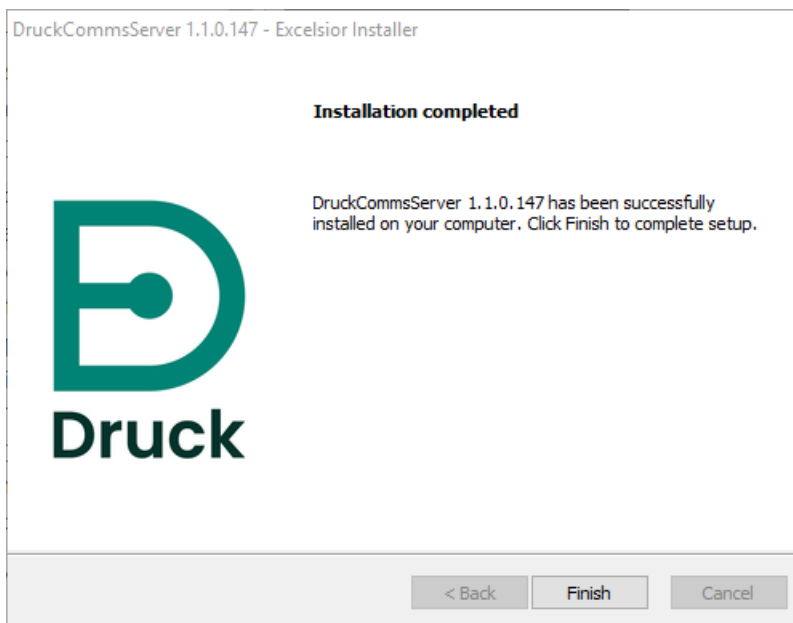 DruckCommsServer 1.1.0.147 - Excelsior Installer
Installation completed
DruckCommsServer 1.1.0.147 has been successfully
installed on your computer. Click Finish to complete setup.
Druck
< Back
Finish
Cancel